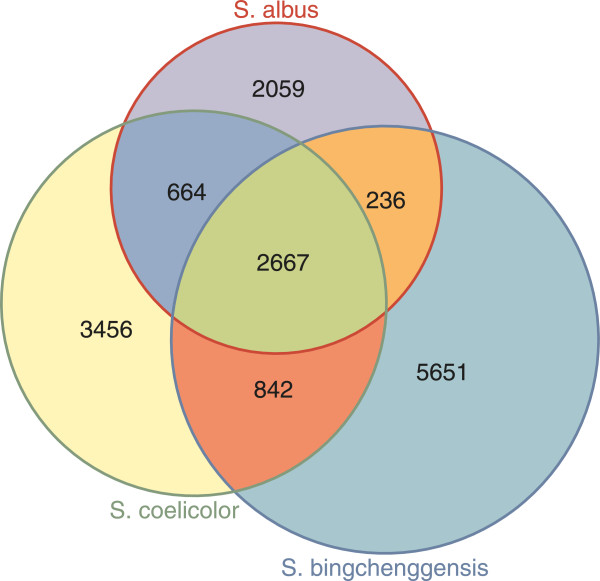 S. albus
2059
664
236
2667
3456
5651
842
S. coelicolor
S. bingchenggensis